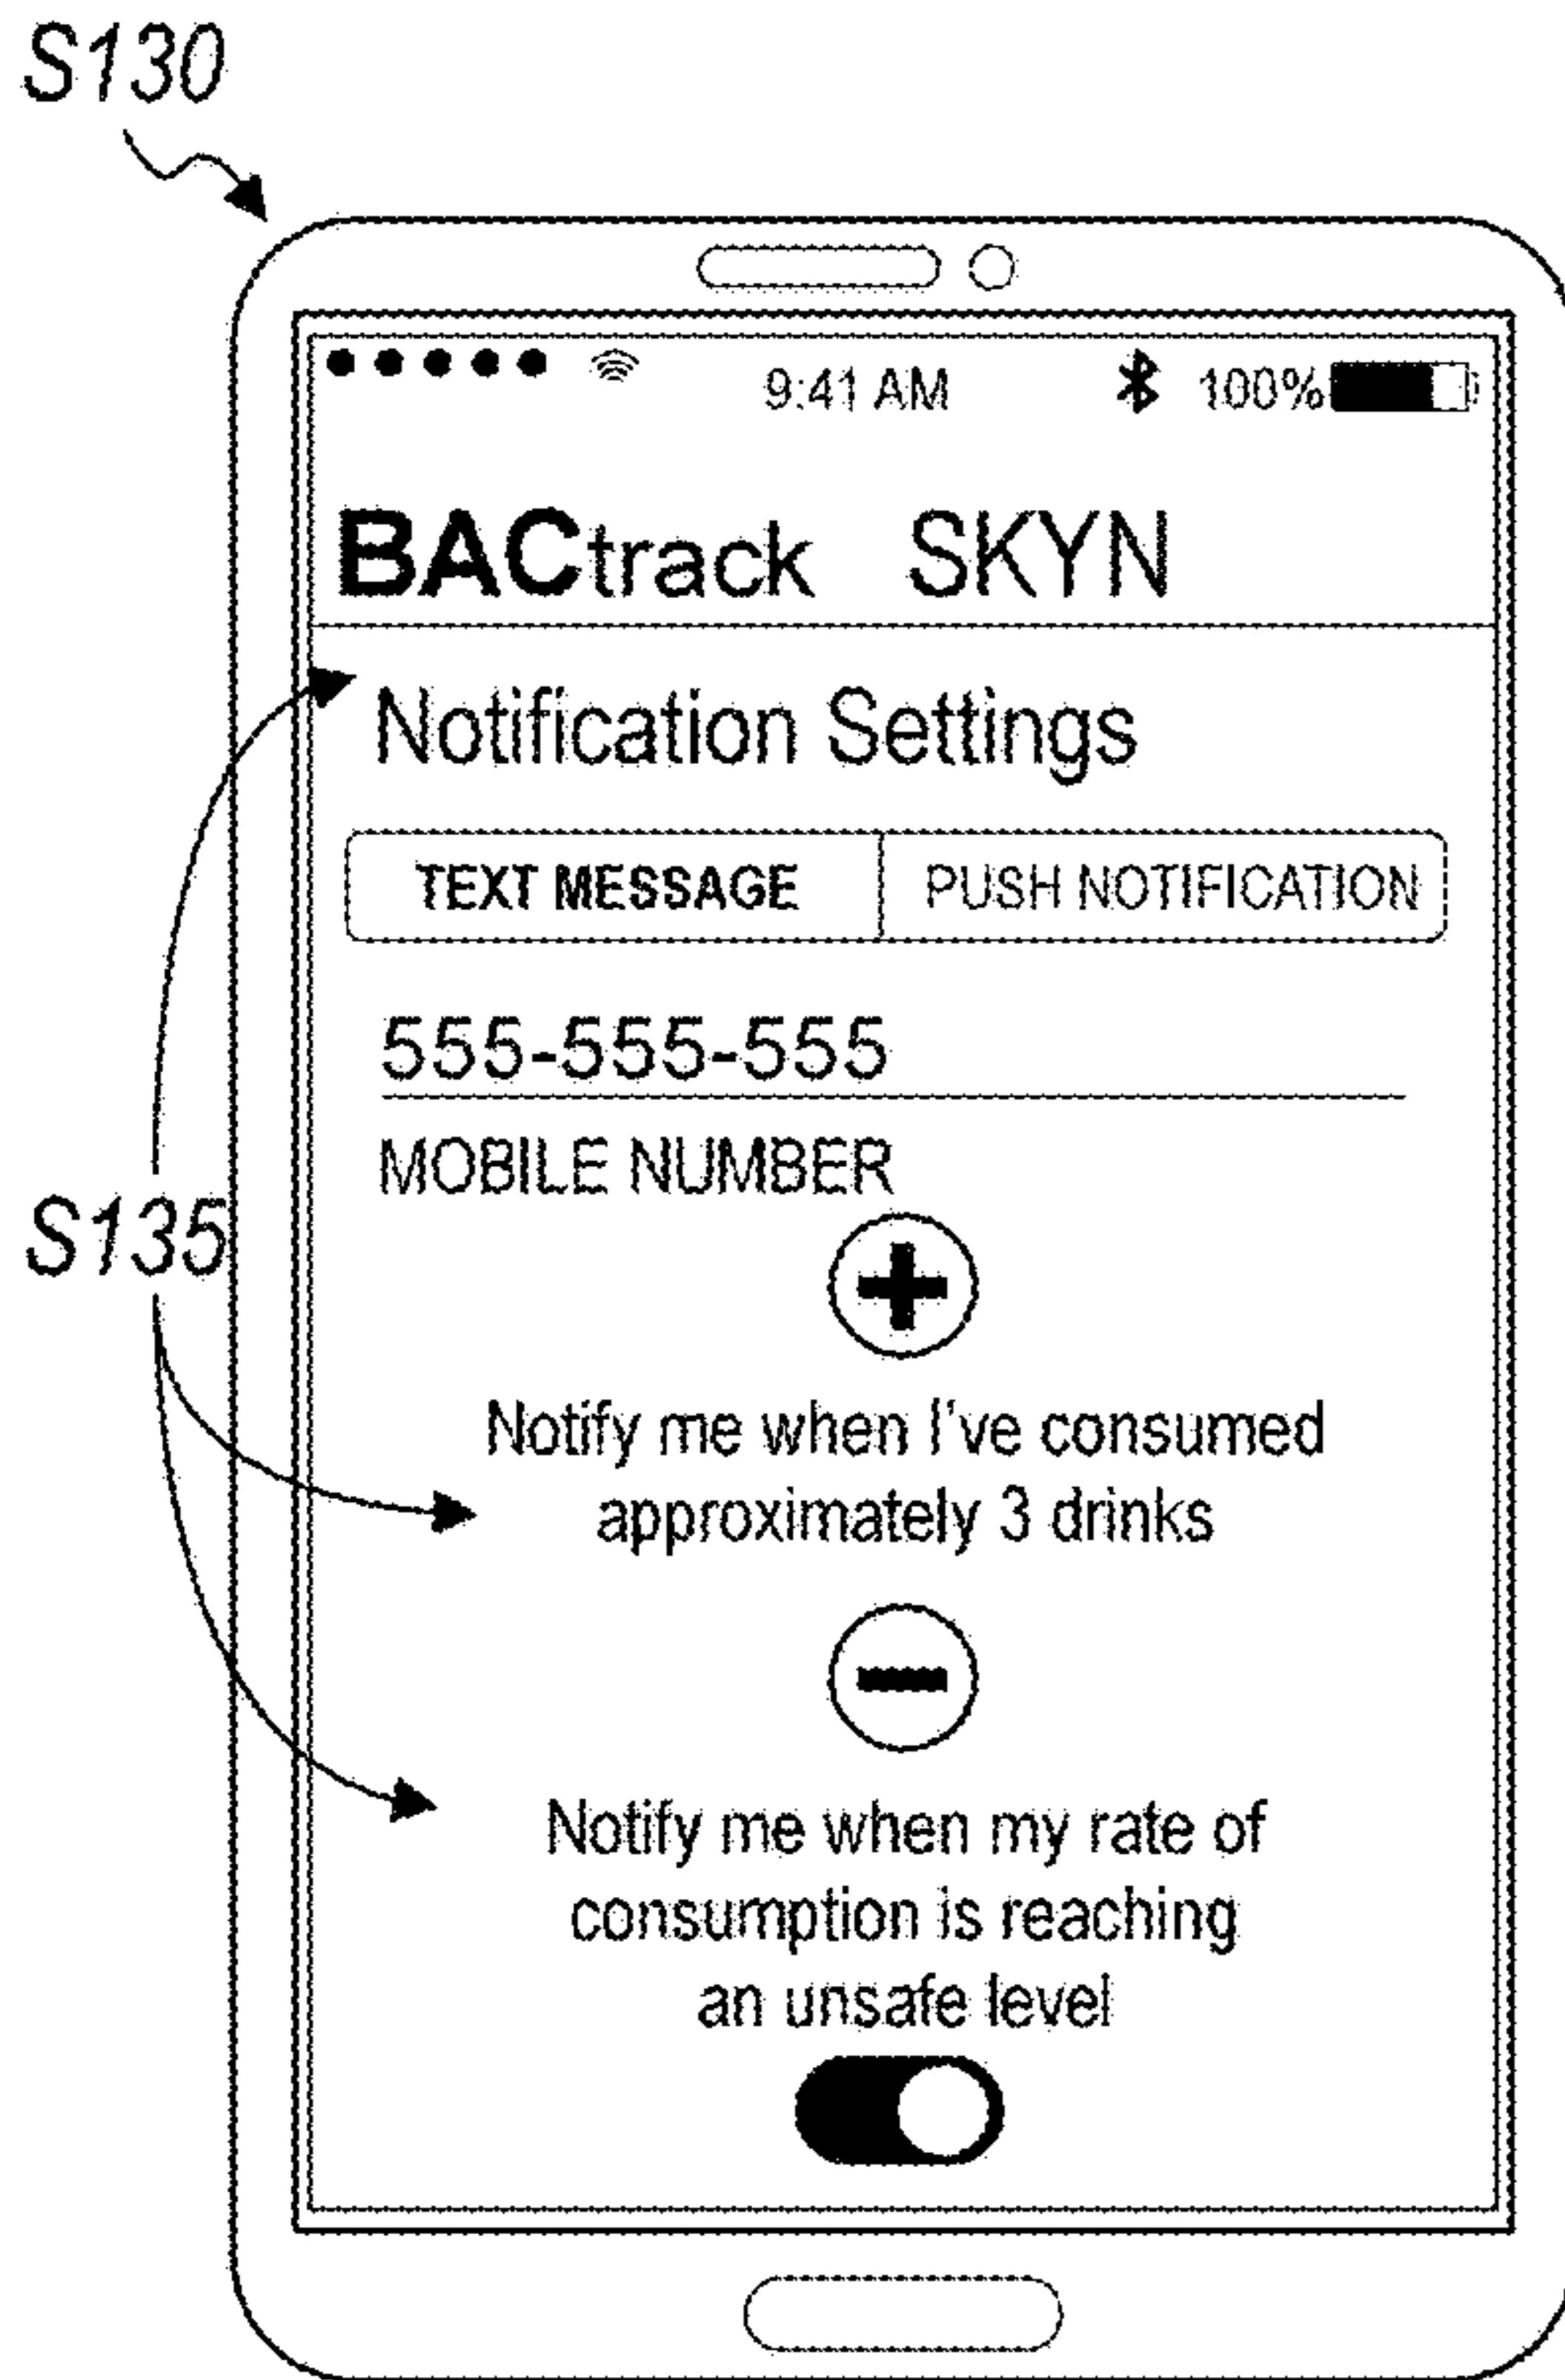 S130
9:41 AM 100%
BACtrack SKYN
Notification Settings
TEXT MESSAGE PUSH NOTIFICATION
555-555-555
MOBILE NUMBER
S135
Notify me when I've consumed
approximately 3 drinks
Notify me when my rate of
consumption is reaching
an unsafe level